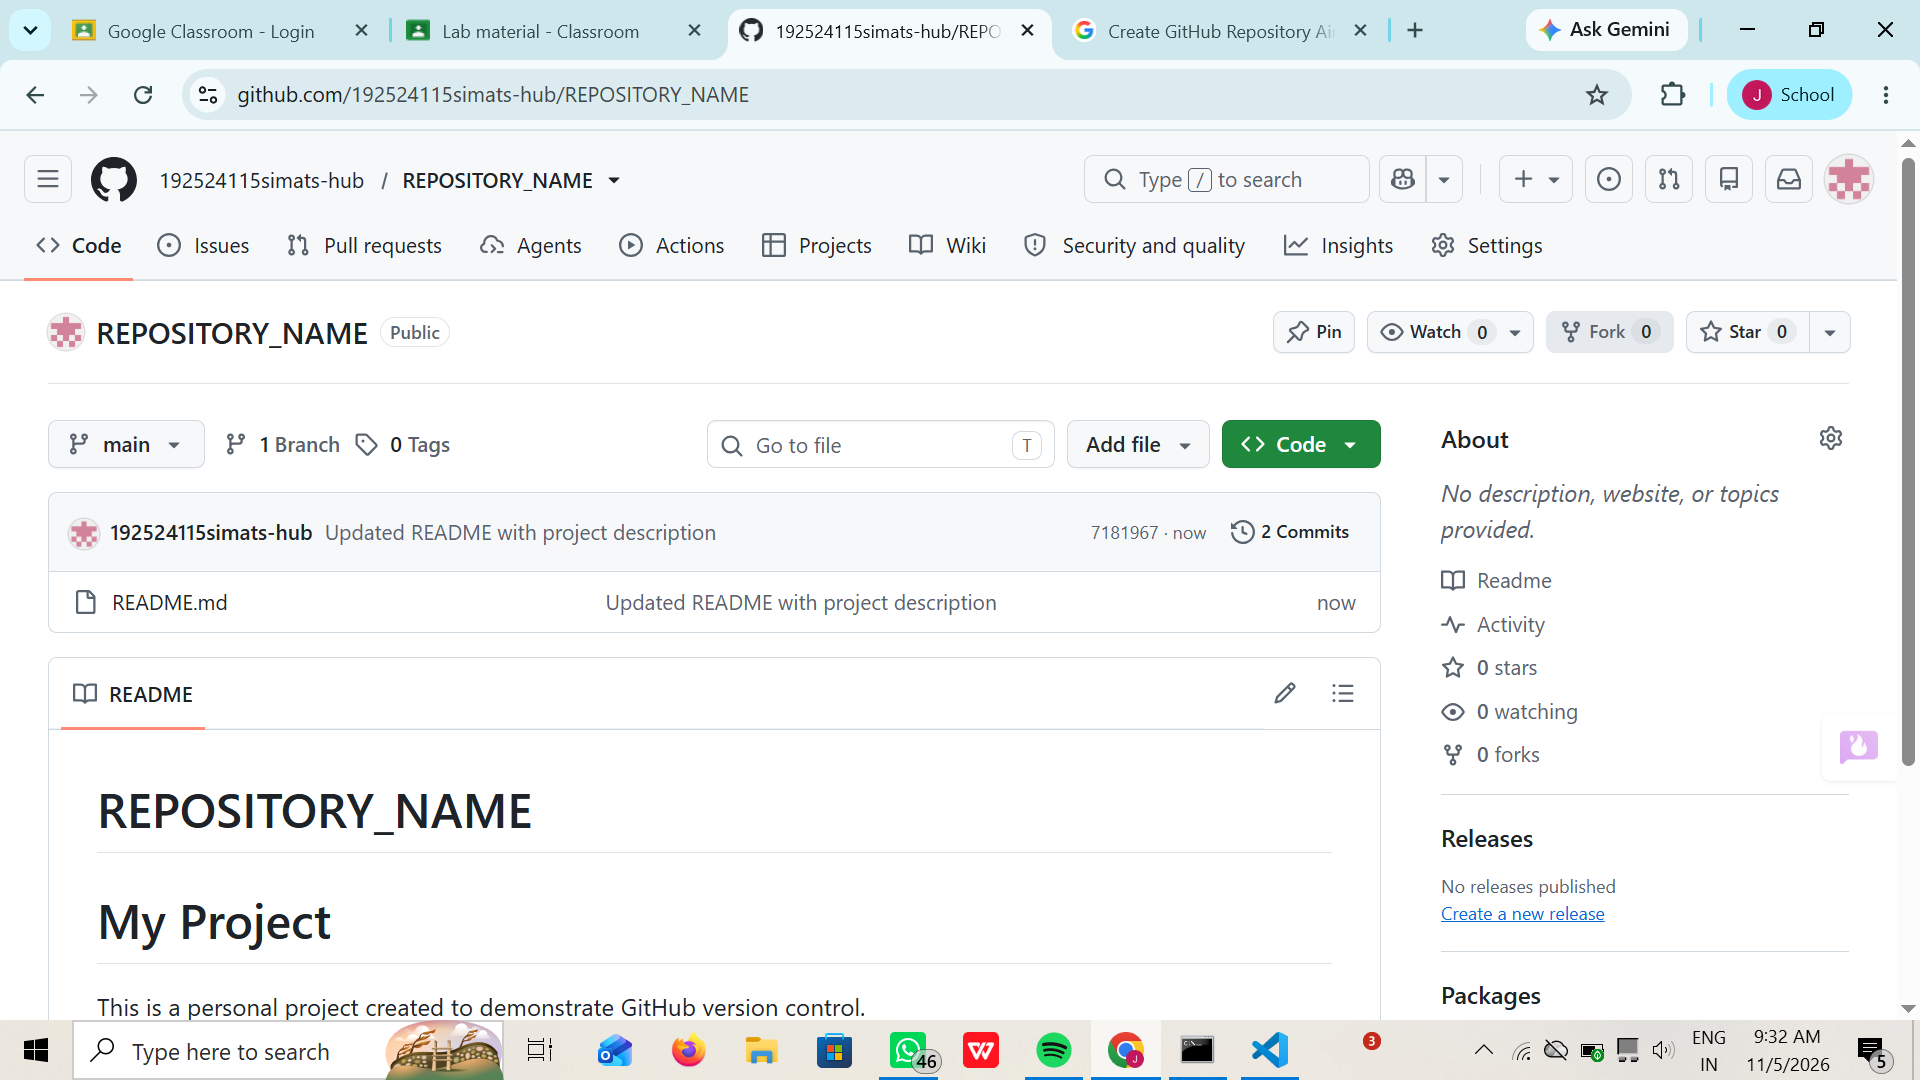 Google Classroom - Login
Lab material - Classroom
192524115simats-hub/REPO
Create GitHub Repository Ai
Ask Gemini
github.com/192524115simats-hub/REPOSITORY_NAME
J
School
192524115simats-hub / REPOSITORY_NAME
Type / to search
Code
Issues
Pull requests
Agents
Actions
Projects
Wiki
Security and quality
Insights
Settings
REPOSITORY_NAME
Public
Pin
Watch 0
Fork 0
Star 0
main
1 Branch
0 Tags
Go to file
T
Add file
Code
192524115simats-hub
Updated README with project description
7181967 · now
2 Commits
README.md
Updated README with project description
now
README
REPOSITORY_NAME
My Project
This is a personal project created to demonstrate GitHub version control.
About
No description, website, or topics
provided.
Readme
Activity
0 stars
0 watching
0 forks
Releases
No releases published
Create a new release
Packages
Type here to search
46
3
ENG
IN
9:32 AM
11/5/2026
5